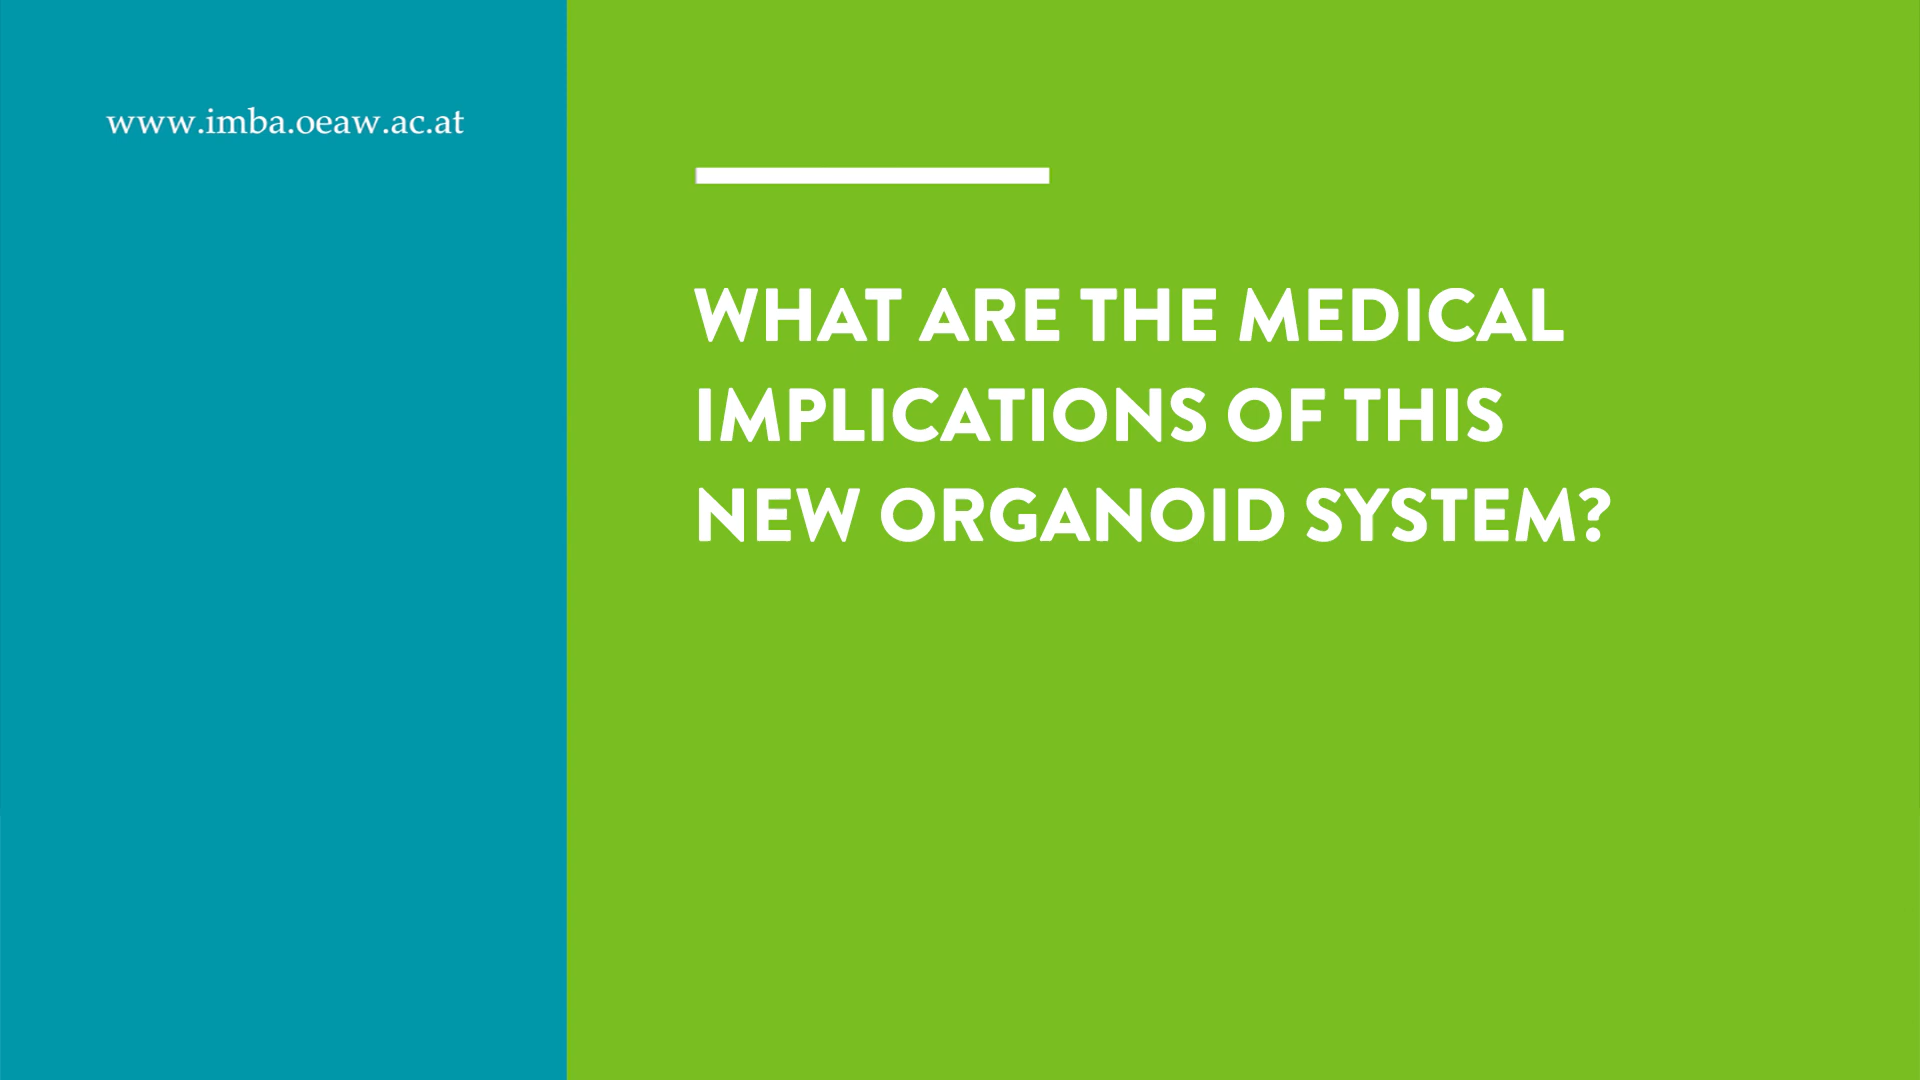 www.imba.oeaw.ac.at
WHAT ARE THE MEDICAL
IMPLICATIONS OF THIS
NEW ORGANOID SYSTEM?